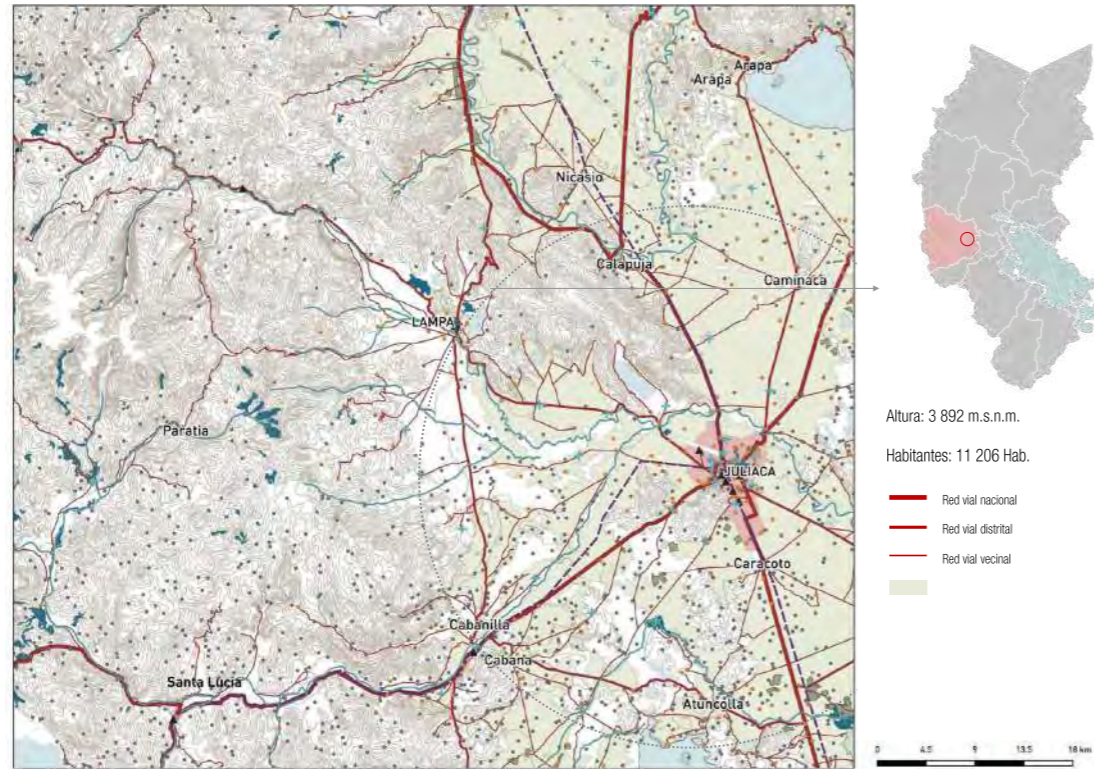 Arapa
Arapa
Nicasio
Calapuja
Caminaca
LAMPA
Paratia
JULIACA
Caracoto
Cabanilla
Cabana
Santa Lucia
Atuncolla
Altura: 3 892 m.s.n.m.
Habitantes: 11 206 Hab.
Red vial nacional
Red vial distrital
Red vial vecinal
0 4.5 9 13.5 18 km